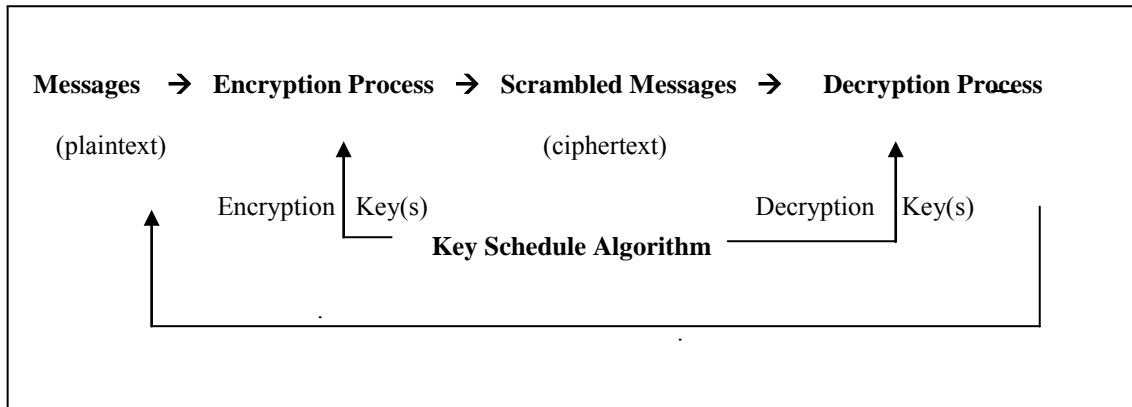 Messages → Encryption Process → Scrambled Messages → Decryption Process
(plaintext) (ciphertext)
Encryption Key(s) Decryption Key(s)
Key Schedule Algorithm